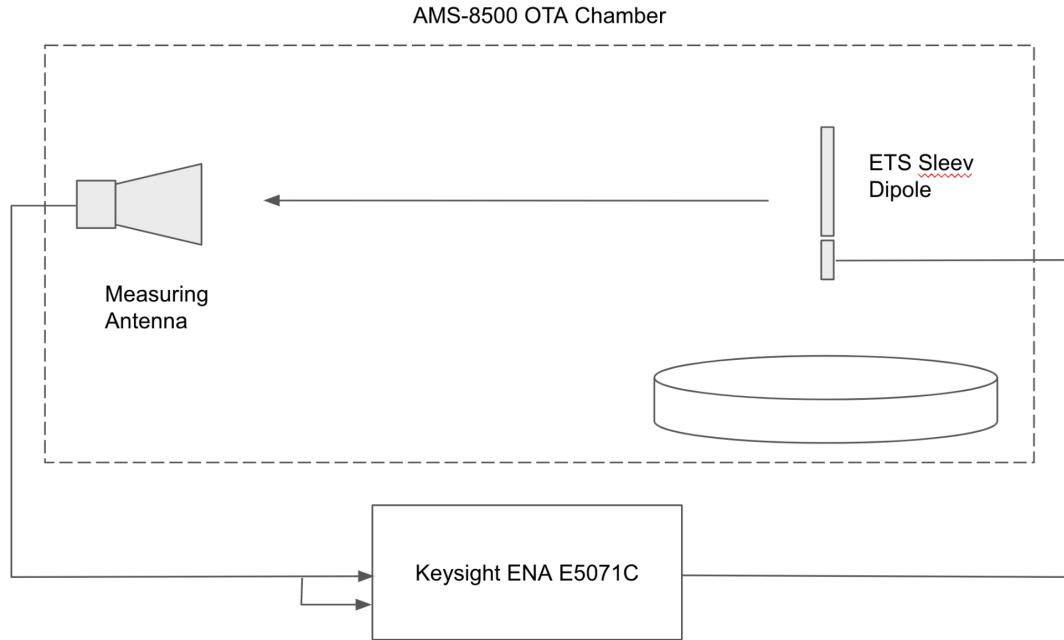 AMS-8500 OTA Chamber
ETS Sleev
Dipole
Measuring
Antenna
Keysight ENA E5071C